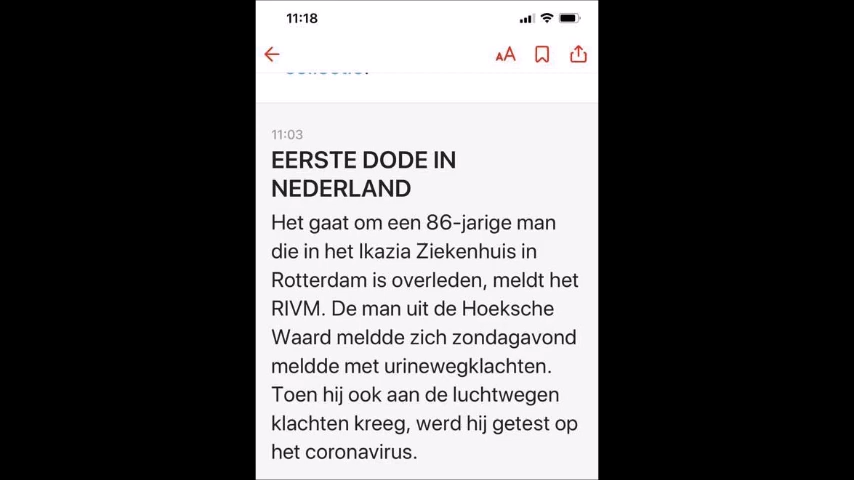 11:18
AA
11:03
EERSTE DODE IN
NEDERLAND
Het gaat om een 86-jarige man
die in het Ikazia Ziekenhuis in
Rotterdam is overleden, meldt het
RIVM. De man uit de Hoeksche
Waard meldde zich zondagavond
meldde met urinewegklachten.
Toen hij ook aan de luchtwegen
klachten kreeg, werd hij getest op
het coronavirus.